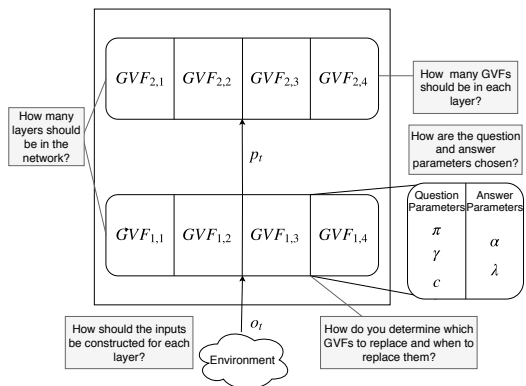 GVF2,1 GVF2,2 GVF2,3 GVF2,4
How many GVFs
should be in each
layer?
How many
layers should
be in the
network?
pt
How are the question
and answer
parameters chosen?
GVF1,1 GVF1,2 GVF1,3 GVF1,4
Question
Parameters
π
γ
c
Answer
Parameters
α
λ
ot
How should the inputs
be constructed for each
layer?
Environment
How do you determine which
GVFs to replace and when to
replace them?